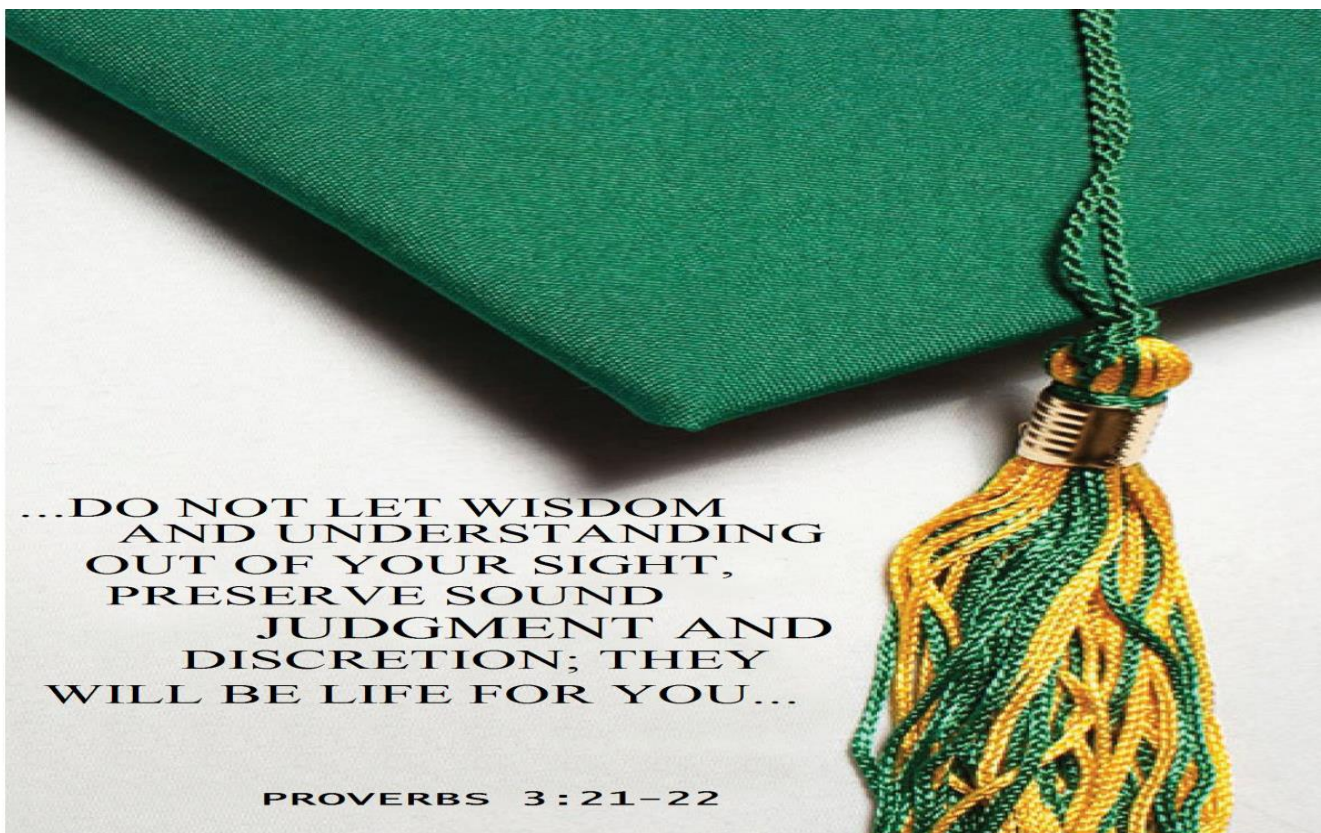 ...DO NOT LET WISDOM
AND UNDERSTANDING
OUT OF YOUR SIGHT,
PRESERVE SOUND
JUDGMENT AND
DISCRETION; THEY
WILL BE LIFE FOR YOU...
PROVERBS 3:21-22